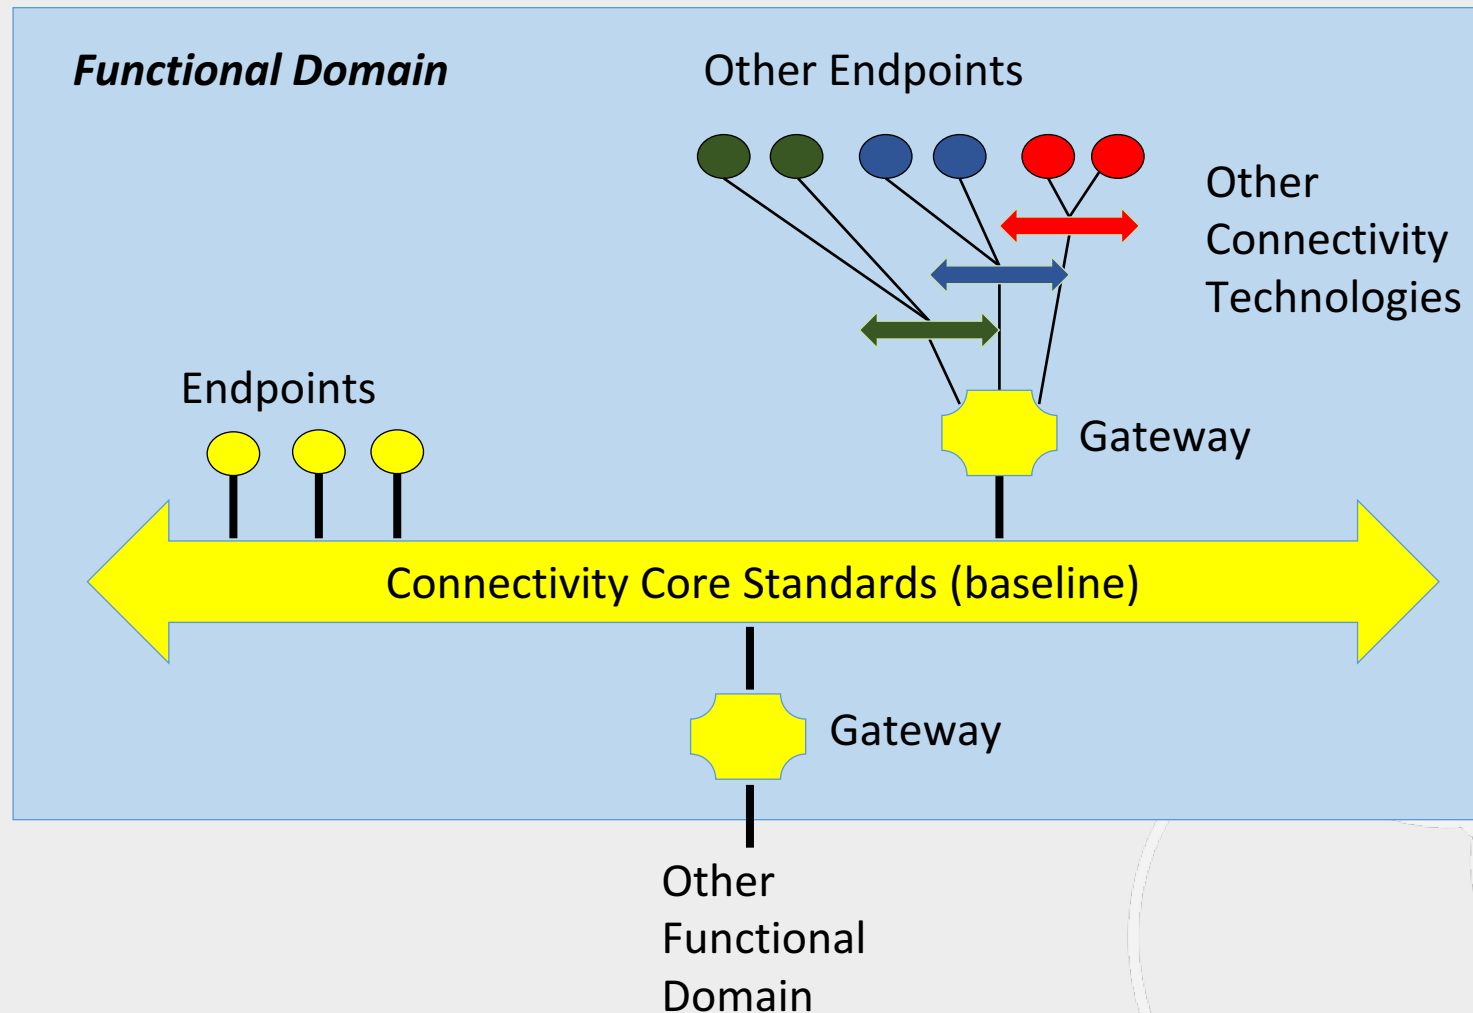 Functional Domain
Other Endpoints
Other
Connectivity
Technologies
Endpoints
Gateway
Connectivity Core Standards (baseline)
Gateway
Other
Functional
Domain